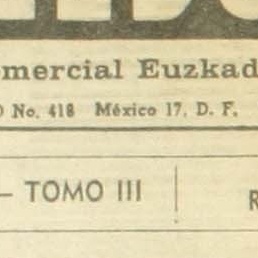 mercial Euzkad
O No. 418 México 17, D. F.
— TOMO III